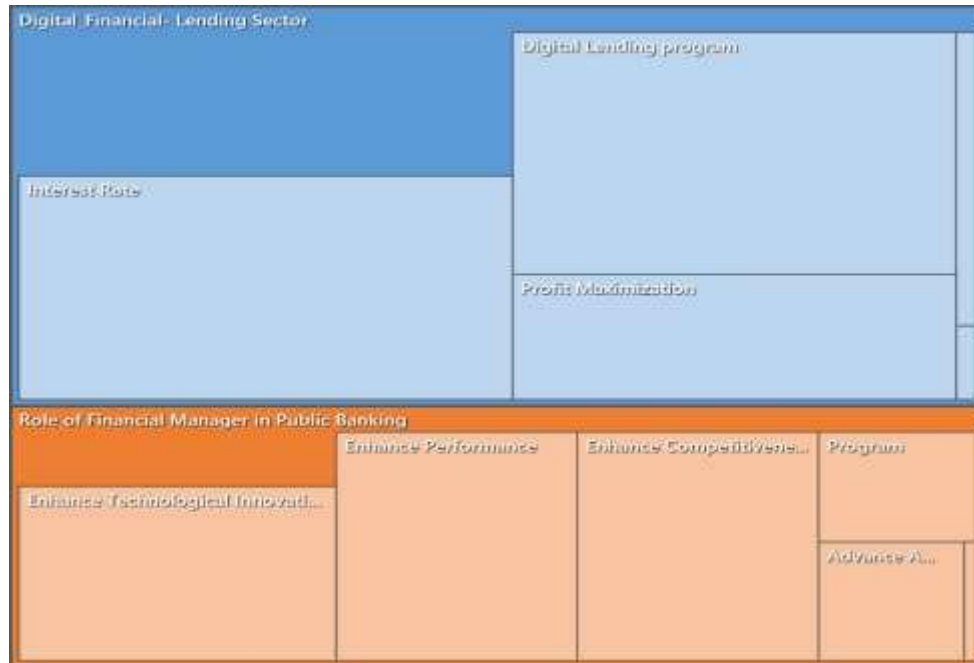 Digital Financial- Lending Sector
Digital Lending program
Interest Rate
Profit Maximization
Role of Financial Manager in Public Banking
Enhance Performance
Enhance Competitivene...
Program
Enhance Technological Innovati...
Advance A...